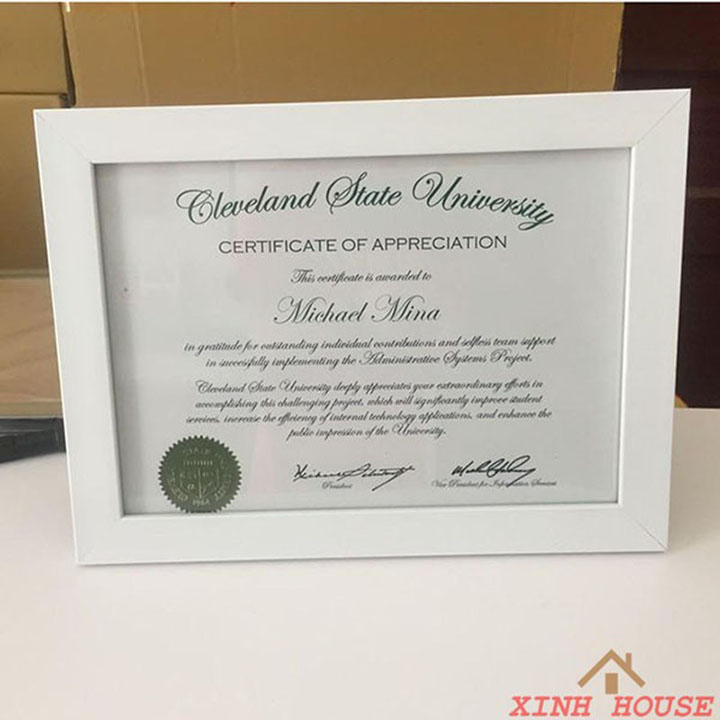 Cleveland State University
CERTIFICATE OF APPRECIATION
This certificate is awarded to
Michael Mina
in gratitude for outstanding individual contributions and selfless team support
in successfully implementing the Administrative Systems Project.
Cleveland State University deeply appreciates your extraordinary efforts in
accomplishing this challenging project, which will significantly improve student
services, increase the efficiency of internal technology applications, and enhance the
public impression of the University.
President
Vice President for Information Services
STATE
1964
XINH HOUSE